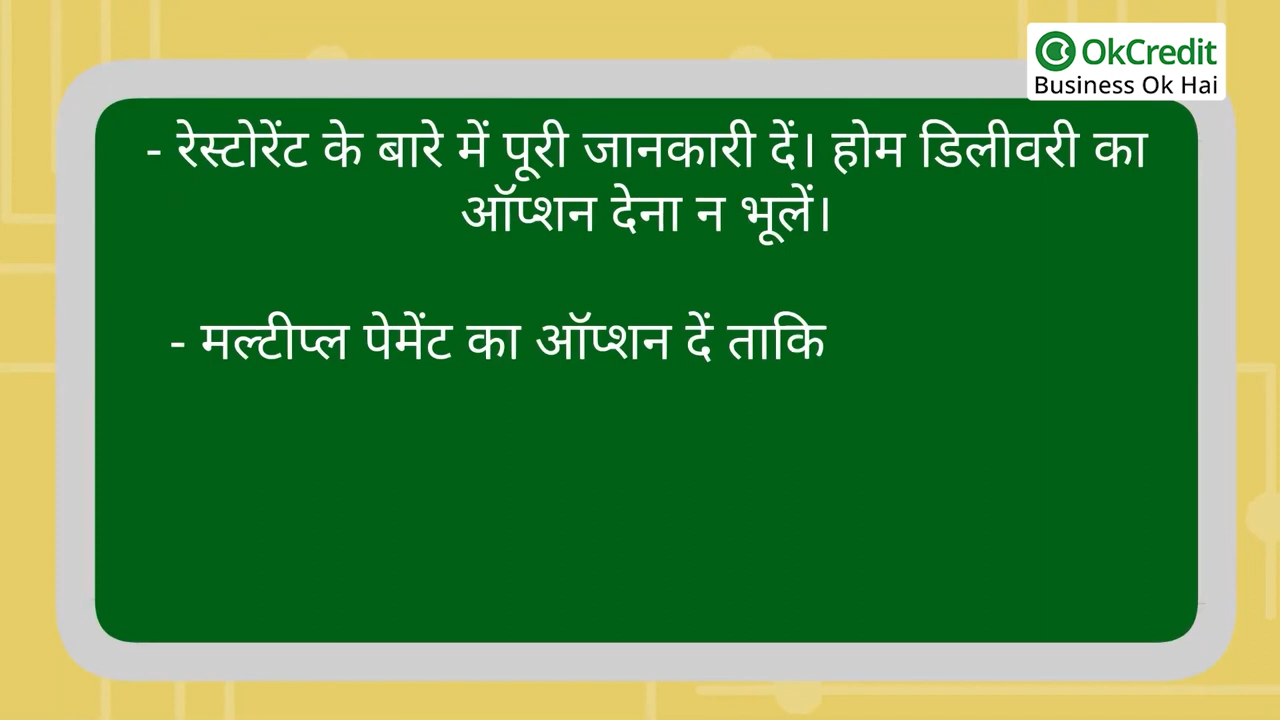 OkCredit
Business Ok Hai
- रेस्टोरेंट के बारे में पूरी जानकारी दें। होम डिलीवरी का
ऑप्शन देना न भूलें।
- मल्टीप्ल पेमेंट का ऑप्शन दें ताकि